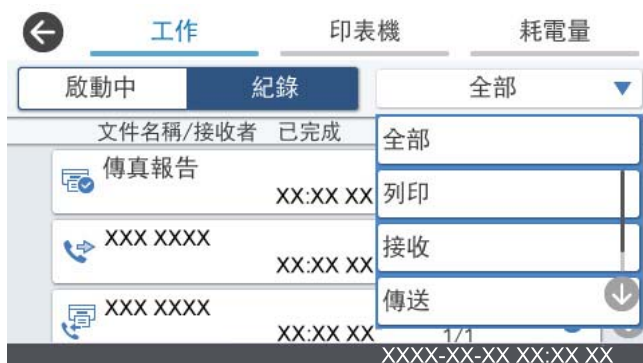 工作 印表機 耗電量
啟動中 紀錄 全部
文件名稱/接收者 已完成 全部
傳真報告
XX:XX XX 列印
XXX XXXX
XX:XX XX 接收
XXX XXXX 傳送
XX:XX XX 1/1
XXXX-XX-XX XX:XX XX